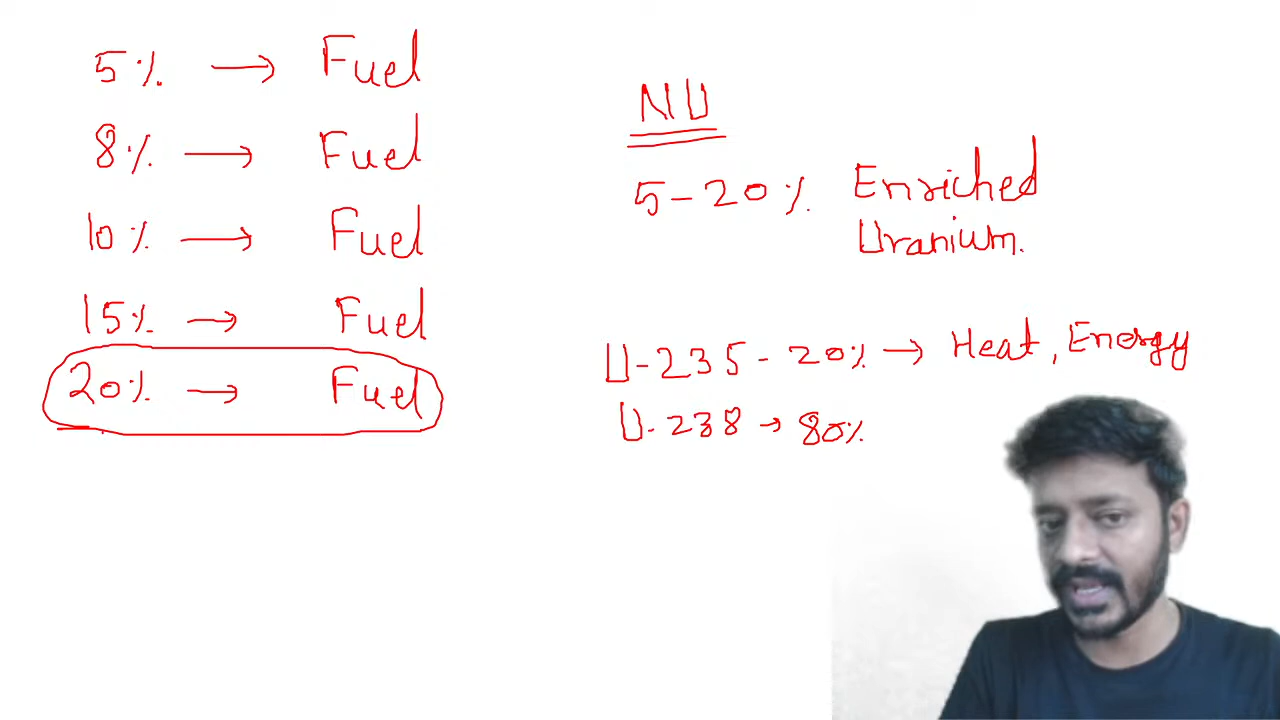 5% → Fuel
8% → Fuel
10% → Fuel
15% → Fuel
20% → Fuel
NU
5-20% Enriched
Uranium.
U-235 - 20% → Heat, Energy
U-238 → 80%